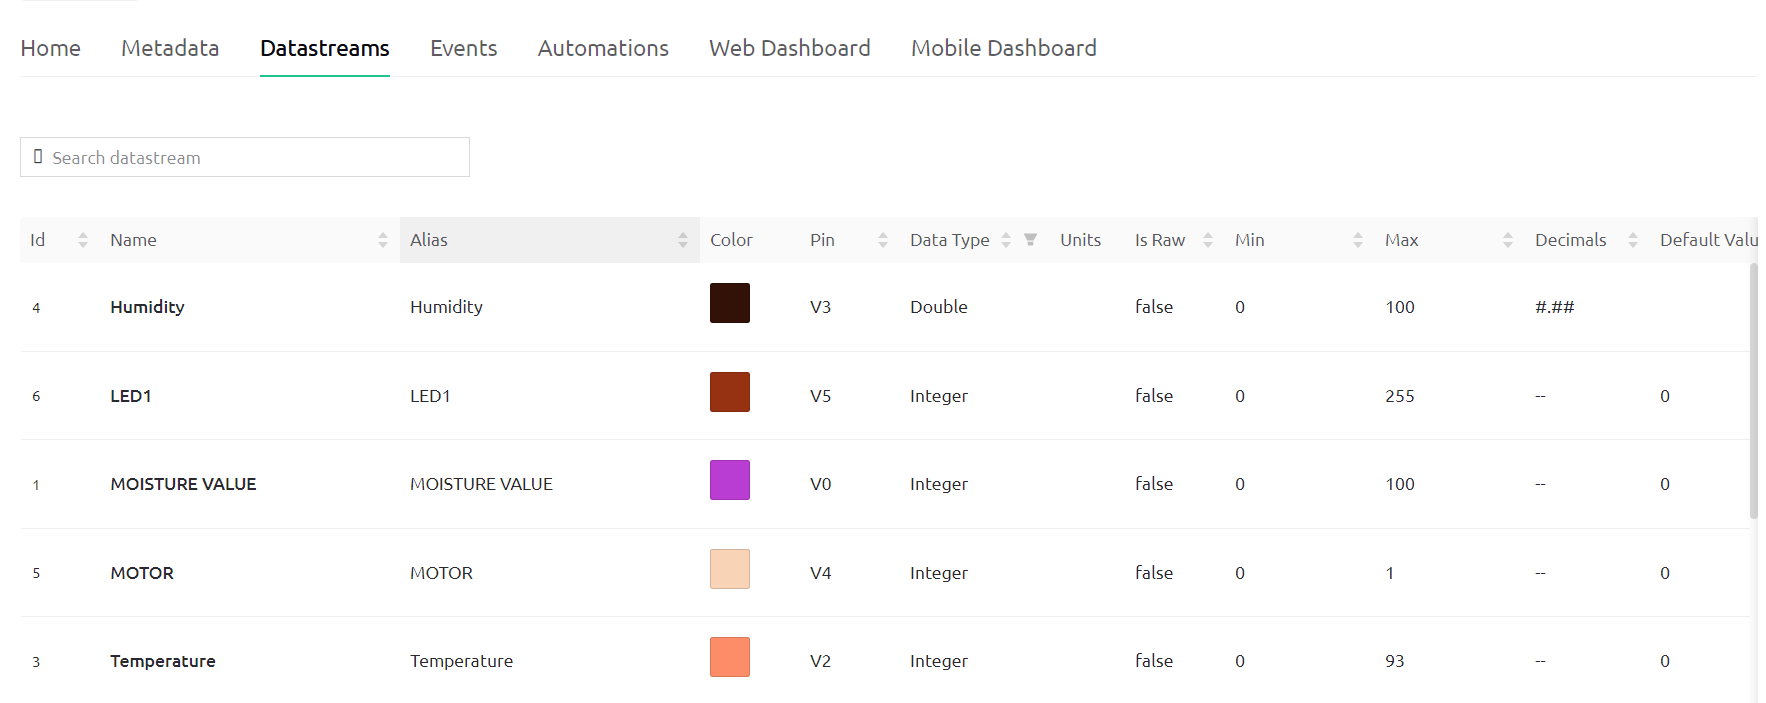 Home Metadata Datastreams Events Automations Web Dashboard Mobile Dashboard
Search datastream
Id Name Alias Color Pin Data Type Units Is Raw Min Max Decimals Default Valu
4 Humidity Humidity V3 Double false 0 100 #.##
6 LED1 LED1 V5 Integer false 0 255 -- 0
1 MOISTURE VALUE MOISTURE VALUE V0 Integer false 0 100 -- 0
5 MOTOR MOTOR V4 Integer false 0 1 -- 0
3 Temperature Temperature V2 Integer false 0 93 -- 0